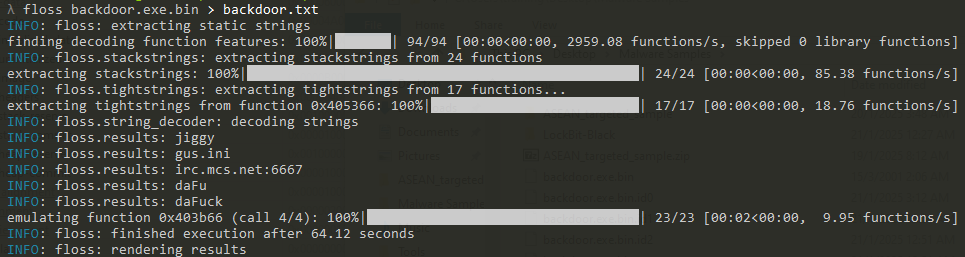 λ floss backdoor.exe.bin > backdoor.txt
INFO: floss: extracting static strings
finding decoding function features: 100%| | 94/94 [00:00<00:00, 2959.08 functions/s, skipped 0 library functions]
INFO: floss.stackstrings: extracting stackstrings from 24 functions
extracting stackstrings: 100%| | 24/24 [00:00<00:00, 85.38 functions/s]
INFO: floss.tightstrings: extracting tightstrings from 17 functions...
extracting tightstrings from function 0x405366: 100%| | 17/17 [00:00<00:00, 18.76 functions/s]
INFO: floss.string_decoder: decoding strings
INFO: floss.results: jiggy
INFO: floss.results: gus.ini
INFO: floss.results: irc.mcs.net:6667
INFO: floss.results: daFu
INFO: floss.results: daFuck
emulating function 0x403b66 (call 4/4): 100%| | 23/23 [00:02<00:00, 9.95 functions/s]
INFO: floss: finished execution after 64.12 seconds
INFO: floss: rendering results